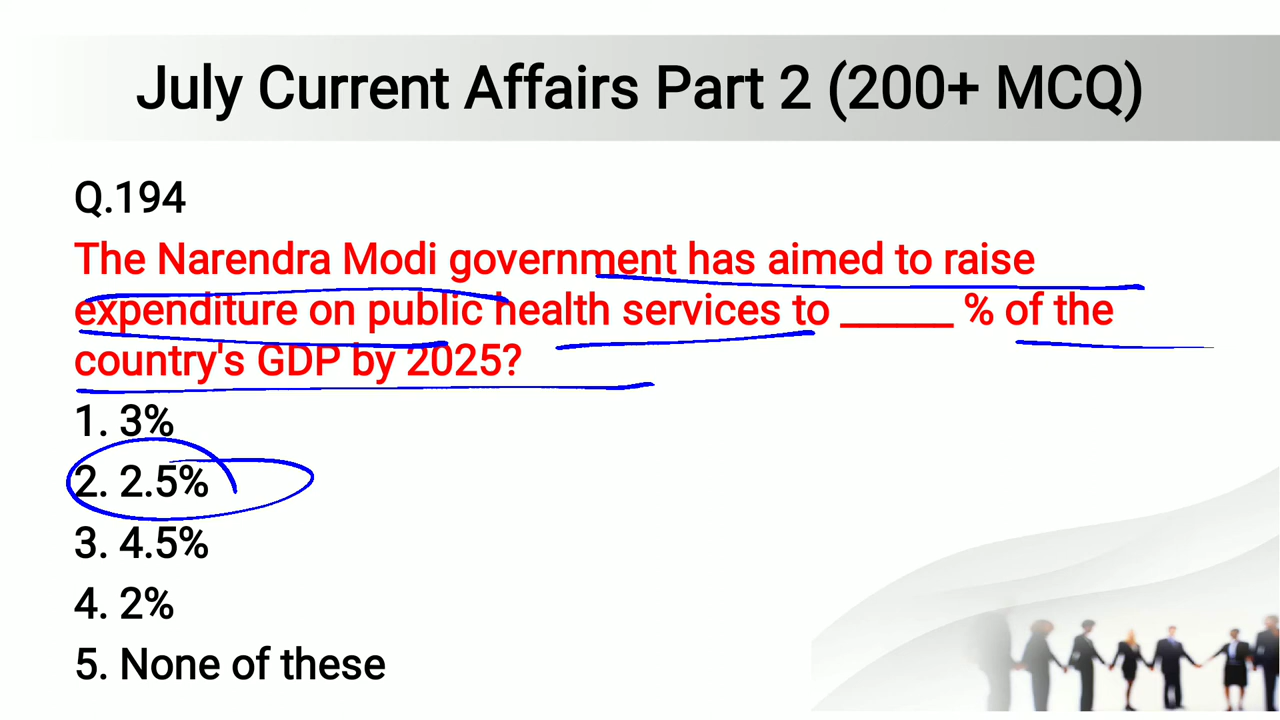 July Current Affairs Part 2 (200+ MCQ)
Q.194
The Narendra Modi government has aimed to raise
expenditure on public health services to ______ % of the
country's GDP by 2025?
1. 3%
2. 2.5%
3. 4.5%
4. 2%
5. None of these